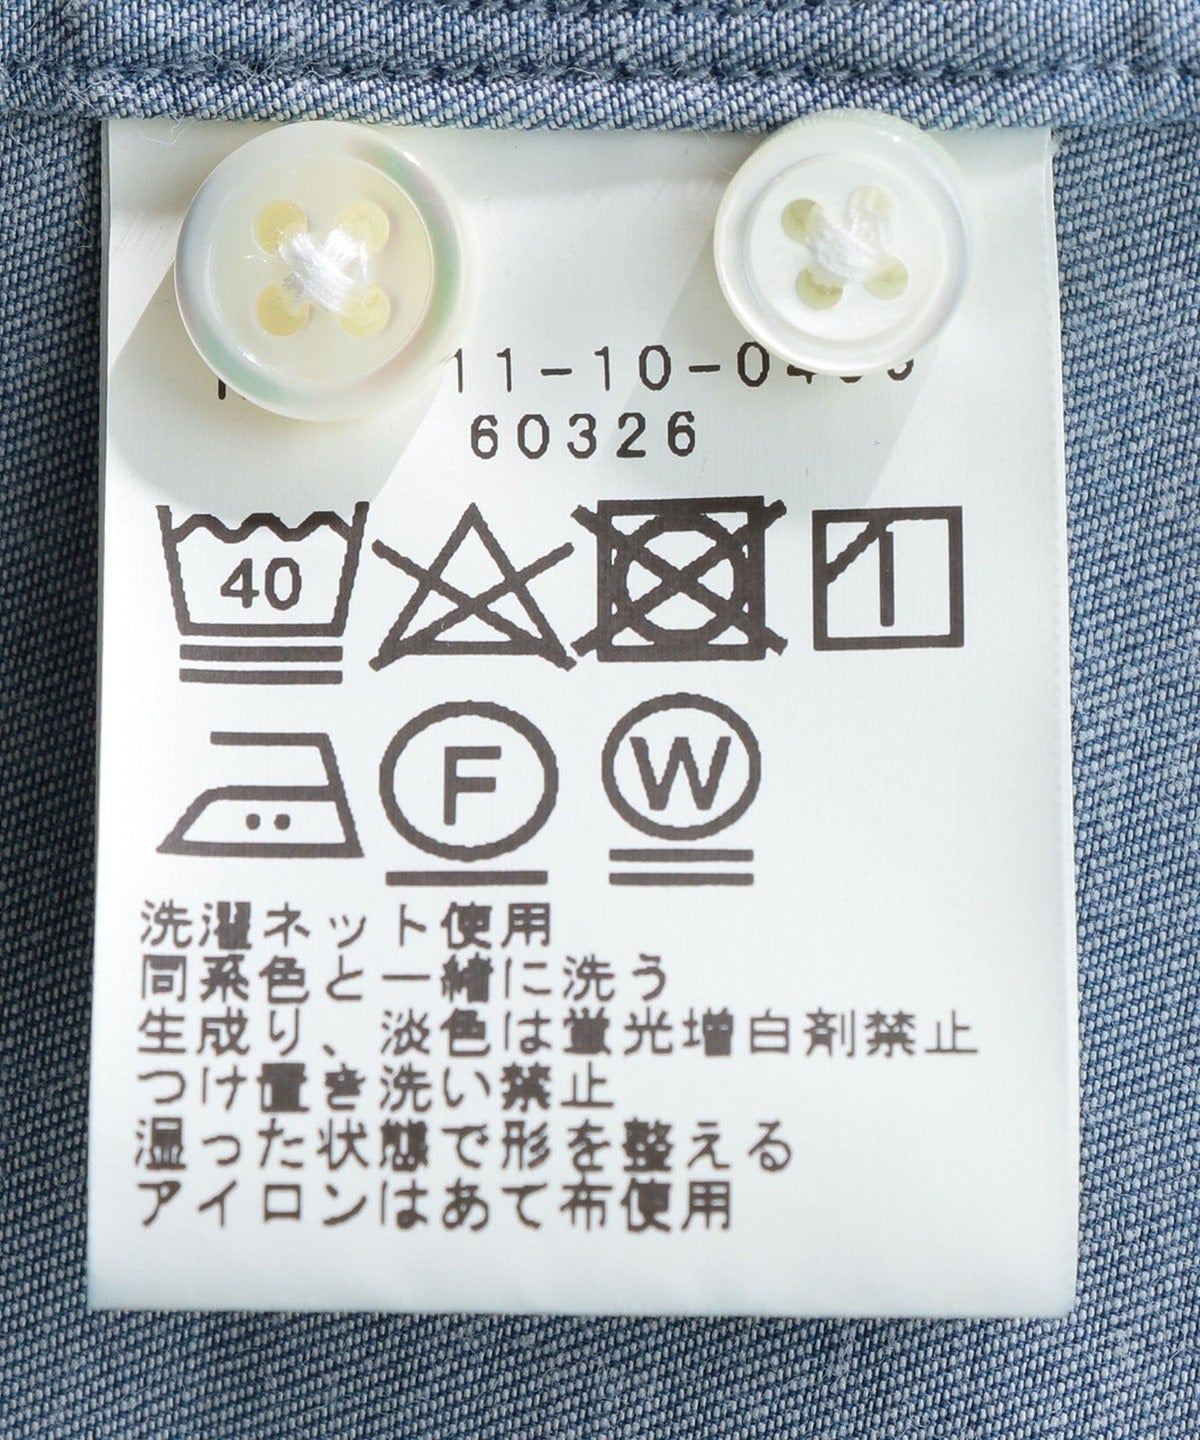 11-10-0
60326
40
F W
洗濯ネット使用
同系色と一緒に洗う
生成り、淡色は蛍光増白剤禁止
つけ置き洗い禁止
湿った状態で形を整える
アイロンはあて布使用